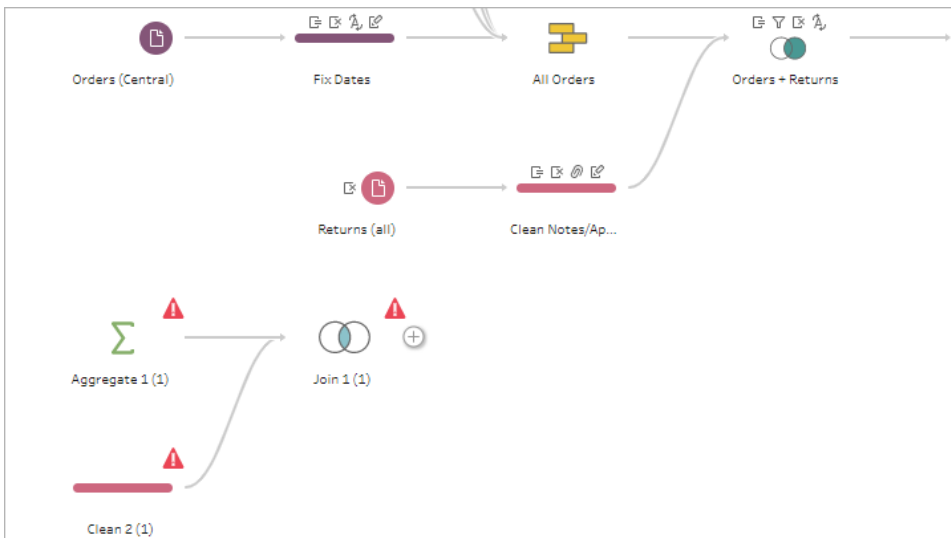 Orders (Central)
Fix Dates
All Orders
Orders + Returns
Returns (all)
Clean Notes/Ap...
Aggregate 1 (1)
Join 1 (1)
Clean 2 (1)